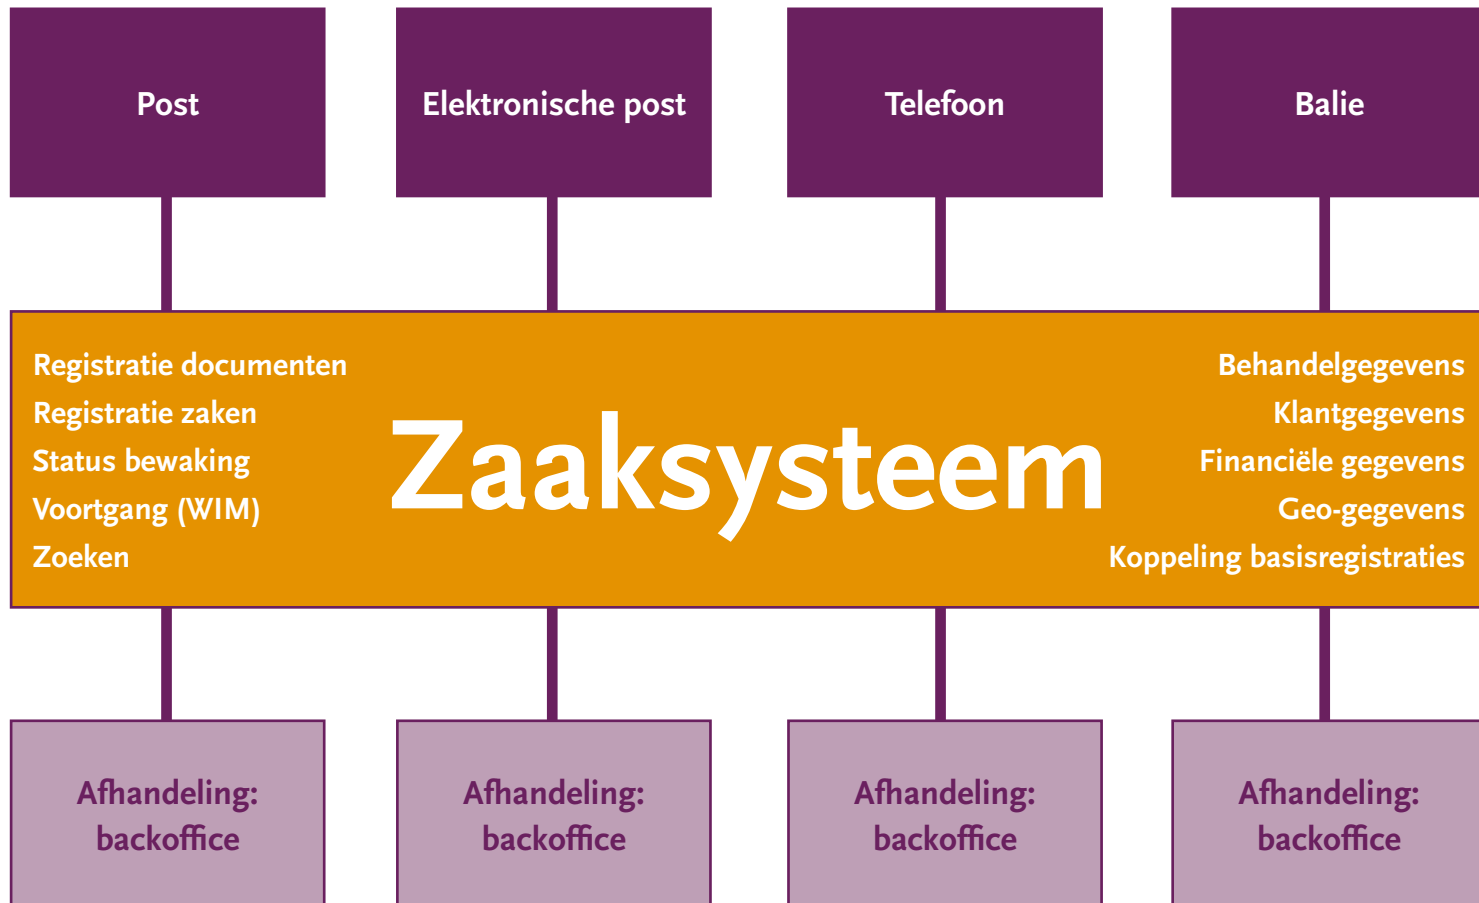 Post
Elektronische post
Telefoon
Balie
Registratie documenten
Registratie zaken
Status bewaking
Voortgang (WIM)
Zoeken
Zaaksysteem
Behandelgegevens
Klantgegevens
Financiële gegevens
Geo-gegevens
Koppeling basisregistraties
Afhandeling:
backoffice
Afhandeling:
backoffice
Afhandeling:
backoffice
Afhandeling:
backoffice